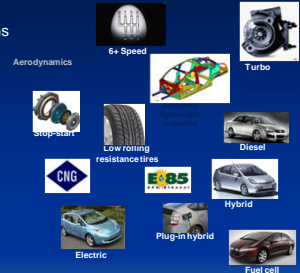 ns
6+ Speed
Aerodynamics
Turbo
Stop-start
Low rolling
resistance tires
Diesel
CNG
E85
Hybrid
Plug-in hybrid
Electric
Fuel cell